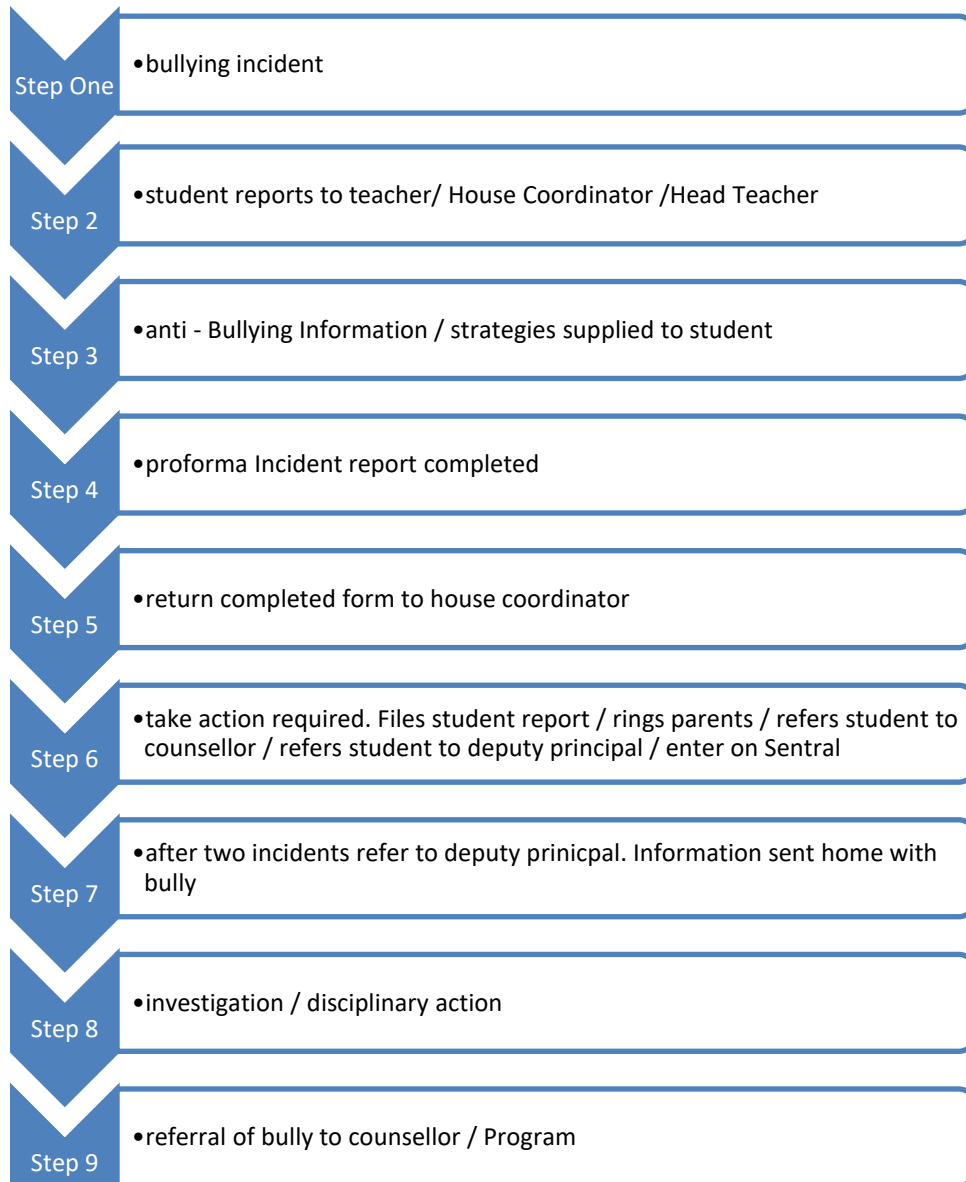 Step One
•bullying incident
Step 2
•student reports to teacher/ House Coordinator /Head Teacher
Step 3
•anti - Bullying Information / strategies supplied to student
Step 4
•proforma Incident report completed
Step 5
•return completed form to house coordinator
Step 6
•take action required. Files student report / rings parents / refers student to
counsellor / refers student to deputy principal / enter on Sentral
Step 7
•after two incidents refer to deputy prinicpal. Information sent home with
bully
Step 8
•investigation / disciplinary action
Step 9
•referral of bully to counsellor / Program